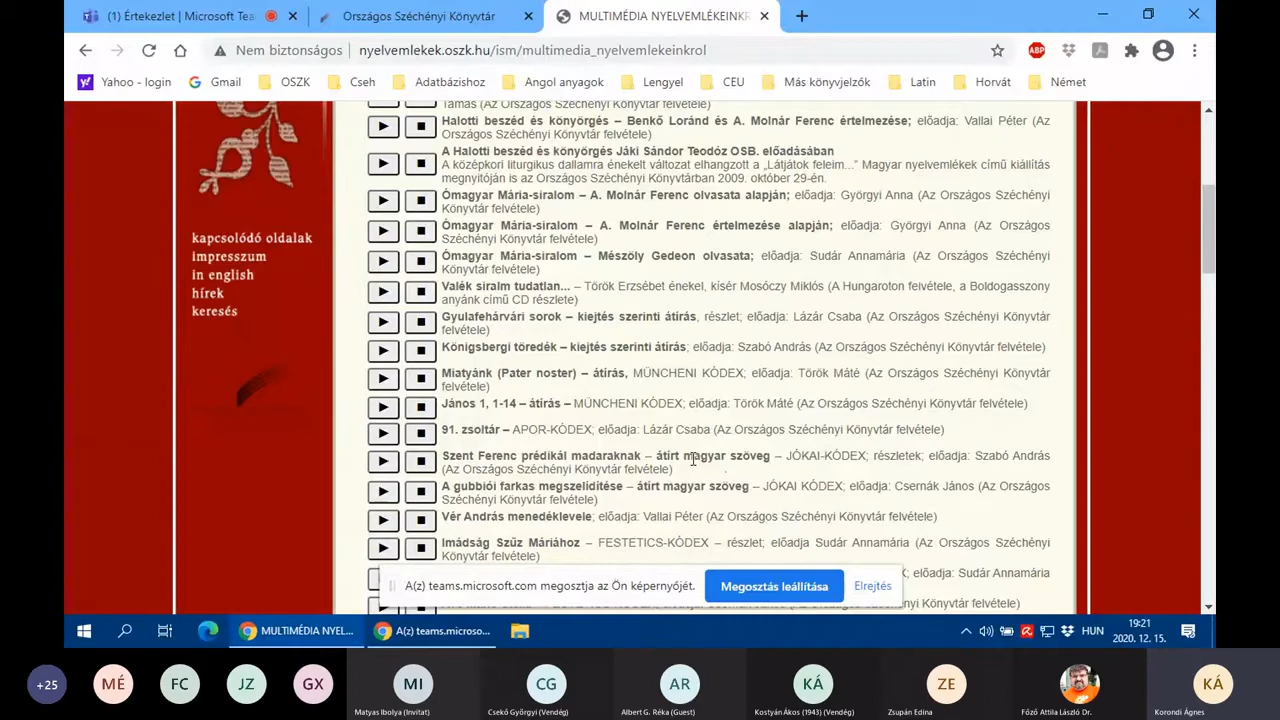 (1) Értekezlet | Microsoft Tea
Országos Széchényi Könyvtár
MULTIMÉDIA NYELVEMLÉKEINKR
Nem biztonságos
nyelvemlekek.oszk.hu/ism/multimedia_nyelvemlekeinkrol
ABP
Yahoo - login
Gmail
OSZK
Cseh
Adatbázishoz
Angol anyagok
Lengyel
CEU
Más könyvjelzők
Latin
Horvát
Német
Tamás (Az Országos Széchényi Könyvtár felvétele)
Halotti beszéd és könyörgés – Benkő Loránd és A. Molnár Ferenc értelmezése; előadja: Vallai Péter (Az
Országos Széchényi Könyvtár felvétele)
A Halotti beszéd és könyörgés Jáki Sándor Teodóz OSB. előadásában
A középkori liturgikus dallamra énekelt változat elhangzott a „Látjátok feleim...” Magyar nyelvemlékek című kiállítás
megnyitóján is az Országos Széchényi Könyvtárban 2009. október 29-én.
Ómagyar Mária-siralom – A. Molnár Ferenc olvasata alapján; előadja: Györgyi Anna (Az Országos Széchényi
Könyvtár felvétele)
Ómagyar Mária-siralom – A. Molnár Ferenc értelmezése alapján; előadja: Györgyi Anna (Az Országos
Széchényi Könyvtár felvétele)
Ómagyar Mária-siralom – Mészöly Gedeon olvasata; előadja: Sudár Annamária (Az Országos Széchényi
Könyvtár felvétele)
Valék siralm tudatlan... – Török Erzsébet énekel, kísér Mosóczy Miklós (A Hungaroton felvétele, a Boldogasszony
anyánk című CD részlete)
Gyulafehérvári sorok – kiejtés szerinti átírás, részlet; előadja: Lázár Csaba (Az Országos Széchényi Könyvtár
felvétele)
Königsbergi töredék – kiejtés szerinti átírás; előadja: Szabó András (Az Országos Széchényi Könyvtár felvétele)
Miatyánk (Pater noster) – átírás, MÜNCHENI KÓDEX; előadja: Török Máté (Az Országos Széchényi Könyvtár
felvétele)
János 1, 1-14 – átírás – MÜNCHENI KÓDEX; előadja: Török Máté (Az Országos Széchényi Könyvtár felvétele)
91. zsoltár – APOR-KÓDEX; előadja: Lázár Csaba (Az Országos Széchényi Könyvtár felvétele)
Szent Ferenc prédikál madaraknak – átírt magyar szöveg – JÓKAI-KÓDEX; részletek; előadja: Szabó András
(Az Országos Széchényi Könyvtár felvétele)
A gubbiói farkas megszelidítése – átírt magyar szöveg – JÓKAI KÓDEX; előadja: Csernák János (Az Országos
Széchényi Könyvtár felvétele)
Vér András menedéklevele; előadja: Vallai Péter (Az Országos Széchényi Könyvtár felvétele)
Imádság Szűz Máriához – FESTETICS-KÓDEX – részlet; előadja Sudár Annamária (Az Országos Széchényi
Könyvtár felvétele)
X; előadja: Sudár Annamária
nyi Könyvtár felvétele)
kapcsolódó oldalak
impresszum
in english
hírek
keresés
A(z) teams.microsoft.com megosztja az Ön képernyőjét.
Megosztás leállítása
Elrejtés
MULTIMÉDIA NYEL...
A(z) teams.microso...
HUN
19:21
2020. 12. 15.
+25
MÉ
FC
JZ
GX
MI
CG
AR
KÁ
ZE
KÁ
Matyas Ibolya (Invitat)
Csekő Györgyi (Vendég)
Albert G. Réka (Guest)
Kostyán Ákos (1943) (Vendég)
Zsupán Edina
Főző Attila László Dr.
Korondi Ágnes